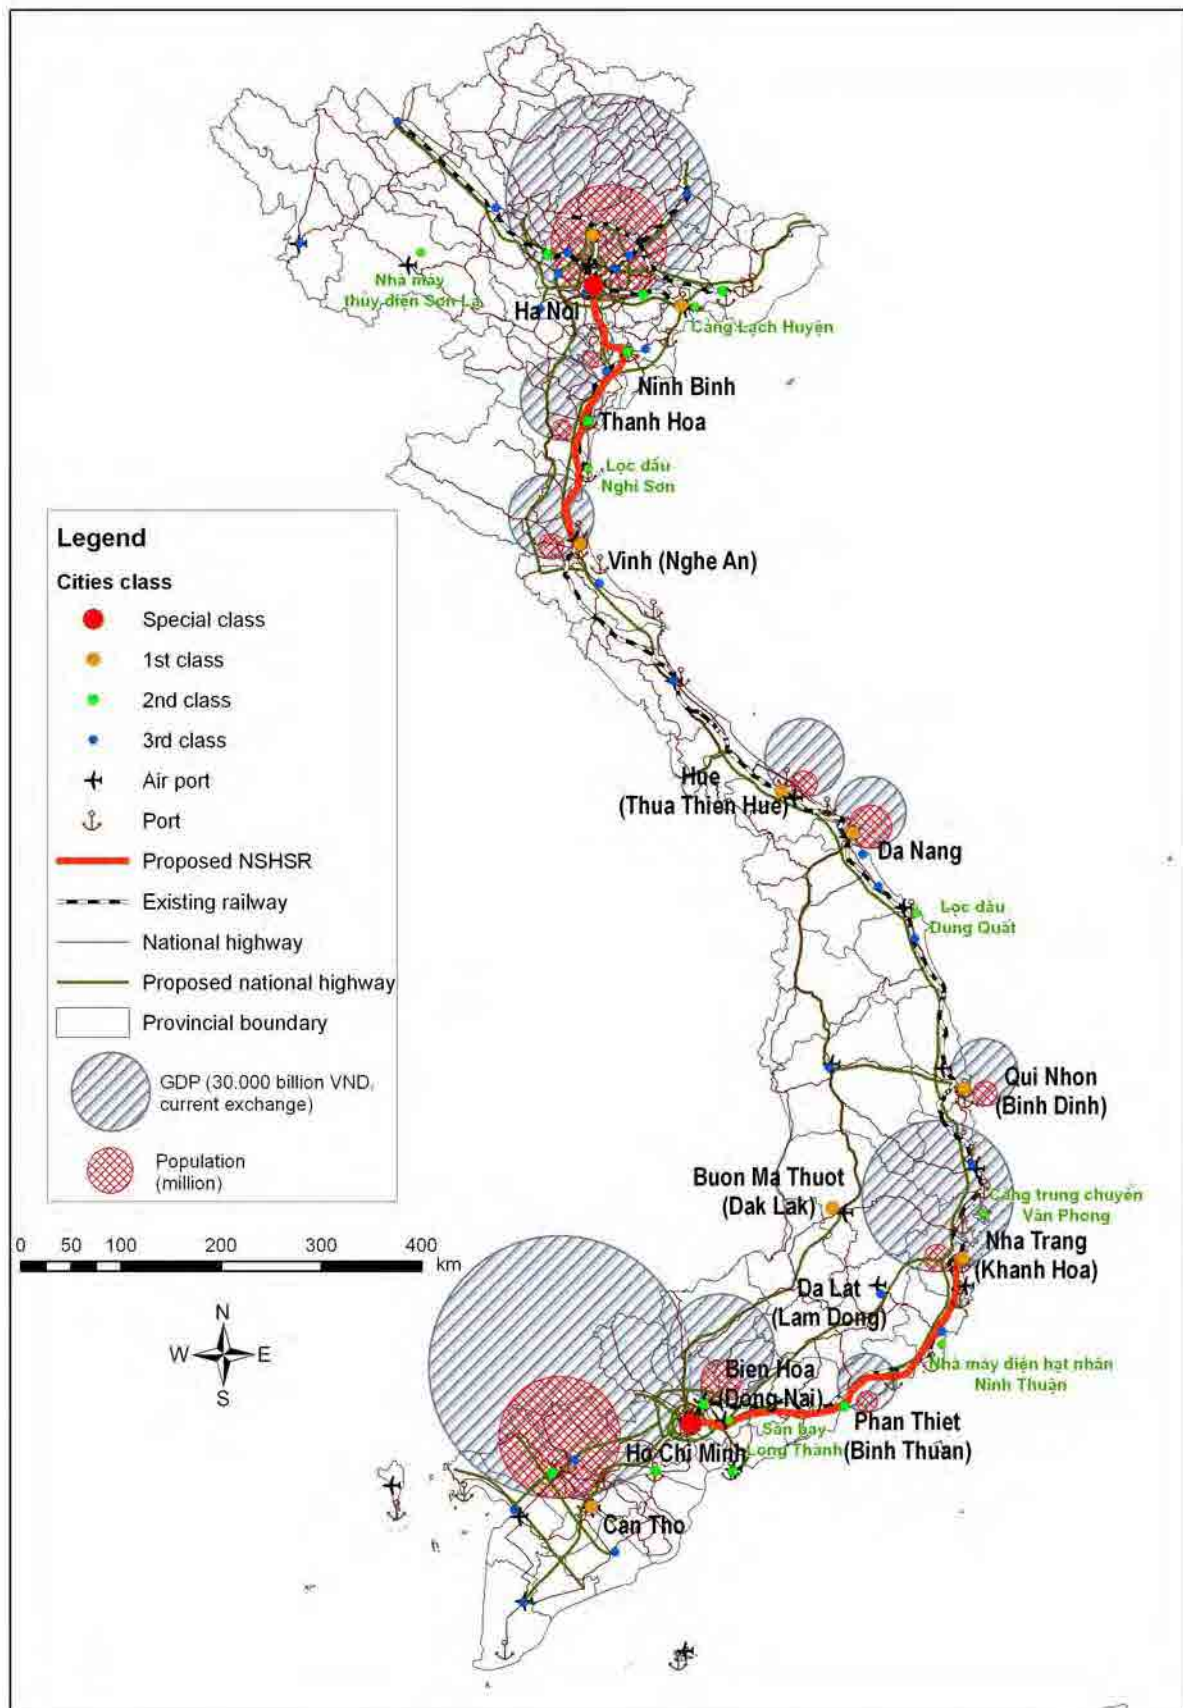 Nhà máy
thủy điện Sơn La
Ha Noi
Cảng Lạch Huyện
Ninh Binh
Thanh Hoa
Lọc dầu
Nghi Sơn
Vinh (Nghe An)
Legend
Cities class
Special class
1st class
2nd class
3rd class
Air port
Port
Proposed NSHSR
Existing railway
National highway
Proposed national highway
Provincial boundary
GDP (30.000 billion VND,
current exchange)
Population
(million)
Hue
(Thua Thien Hue)
Da Nang
Lọc dầu
Dung Quất
Qui Nhon
(Binh Dinh)
Buon Ma Thuot
(Dak Lak)
Cảng trung chuyển
Vân Phong
Nha Trang
(Khanh Hoa)
0 50 100 200 300 400
km
N
W E
S
Da Lat
(Lam Dong)
Nhà máy điện hạt nhân
Ninh Thuận
Bien Hoa
(Dong Nai)
Phan Thiet
(Binh Thuan)
Sân bay
Long Thành
Ho Chi Minh
Can Tho